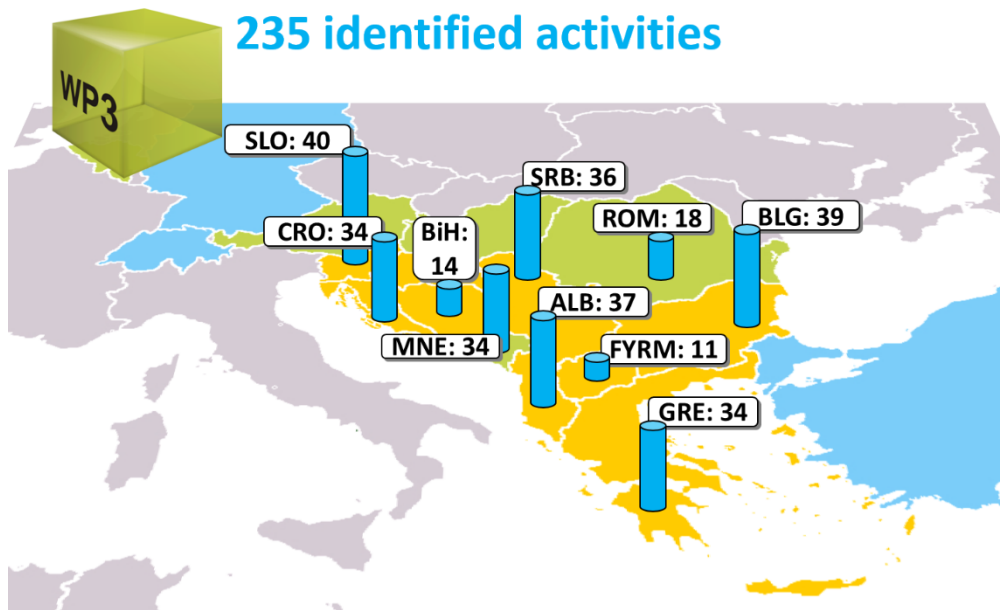 235 identified activities
WP3
SLO: 40
SRB: 36
CRO: 34
BiH:
14
ROM: 18
BLG: 39
ALB: 37
MNE: 34
FYRM: 11
GRE: 34